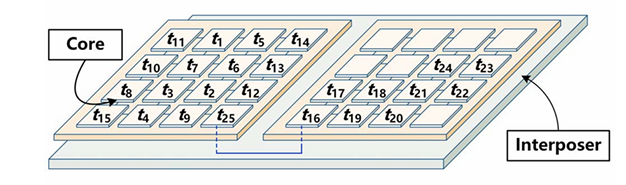 Core
t11 t1 t5 t14
t10 t7 t6 t13
t24 t23
t8 t3 t2 t12
t17 t18 t21 t22
t15 t4 t9 t25
t16 t19 t20
Interposer